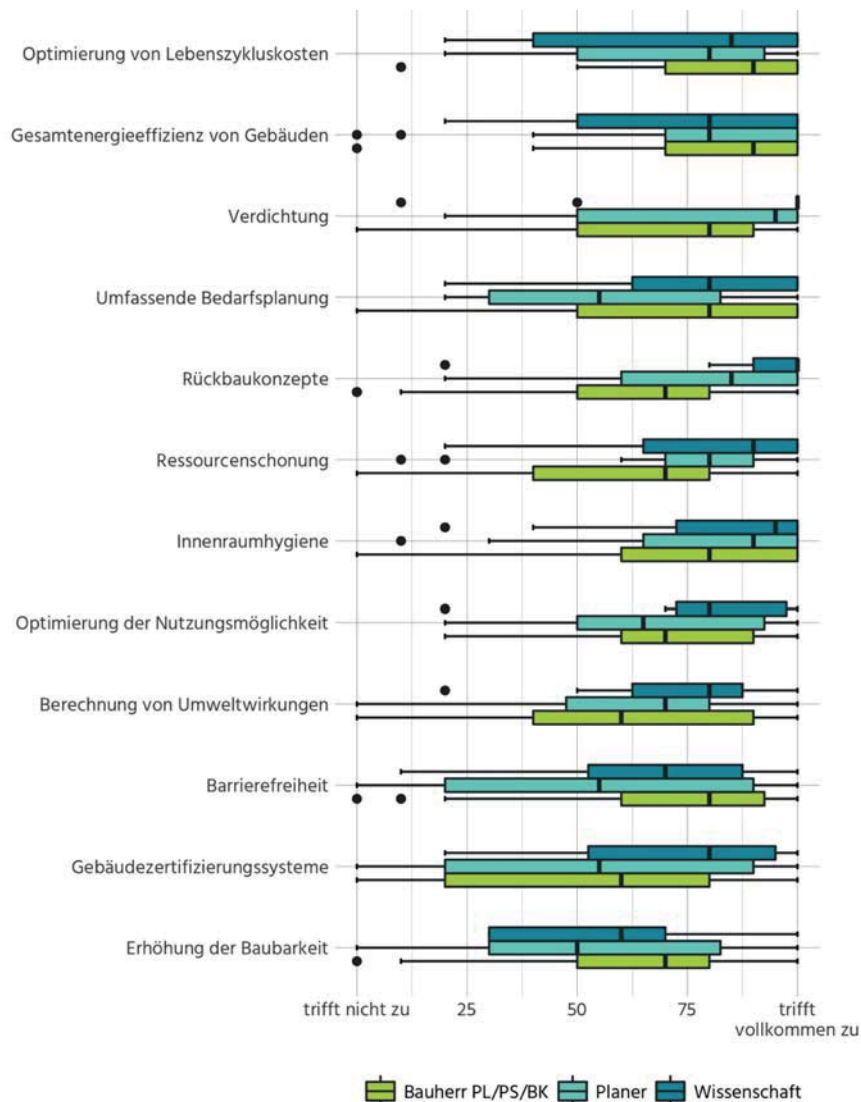 Optimierung von Lebenszykluskosten
Gesamtenergieeffizienz von Gebäuden
Verdichtung
Umfassende Bedarfsplanung
Rückbaukonzepte
Ressourcenschonung
Innenraumhygiene
Optimierung der Nutzungsmöglichkeit
Berechnung von Umweltwirkungen
Barrierefreiheit
Gebäudezertifizierungssysteme
Erhöhung der Baubarkeit
trifft nicht zu 25 50 75 trifft
vollkommen zu
Bauherr PL/PS/BK Planer Wissenschaft